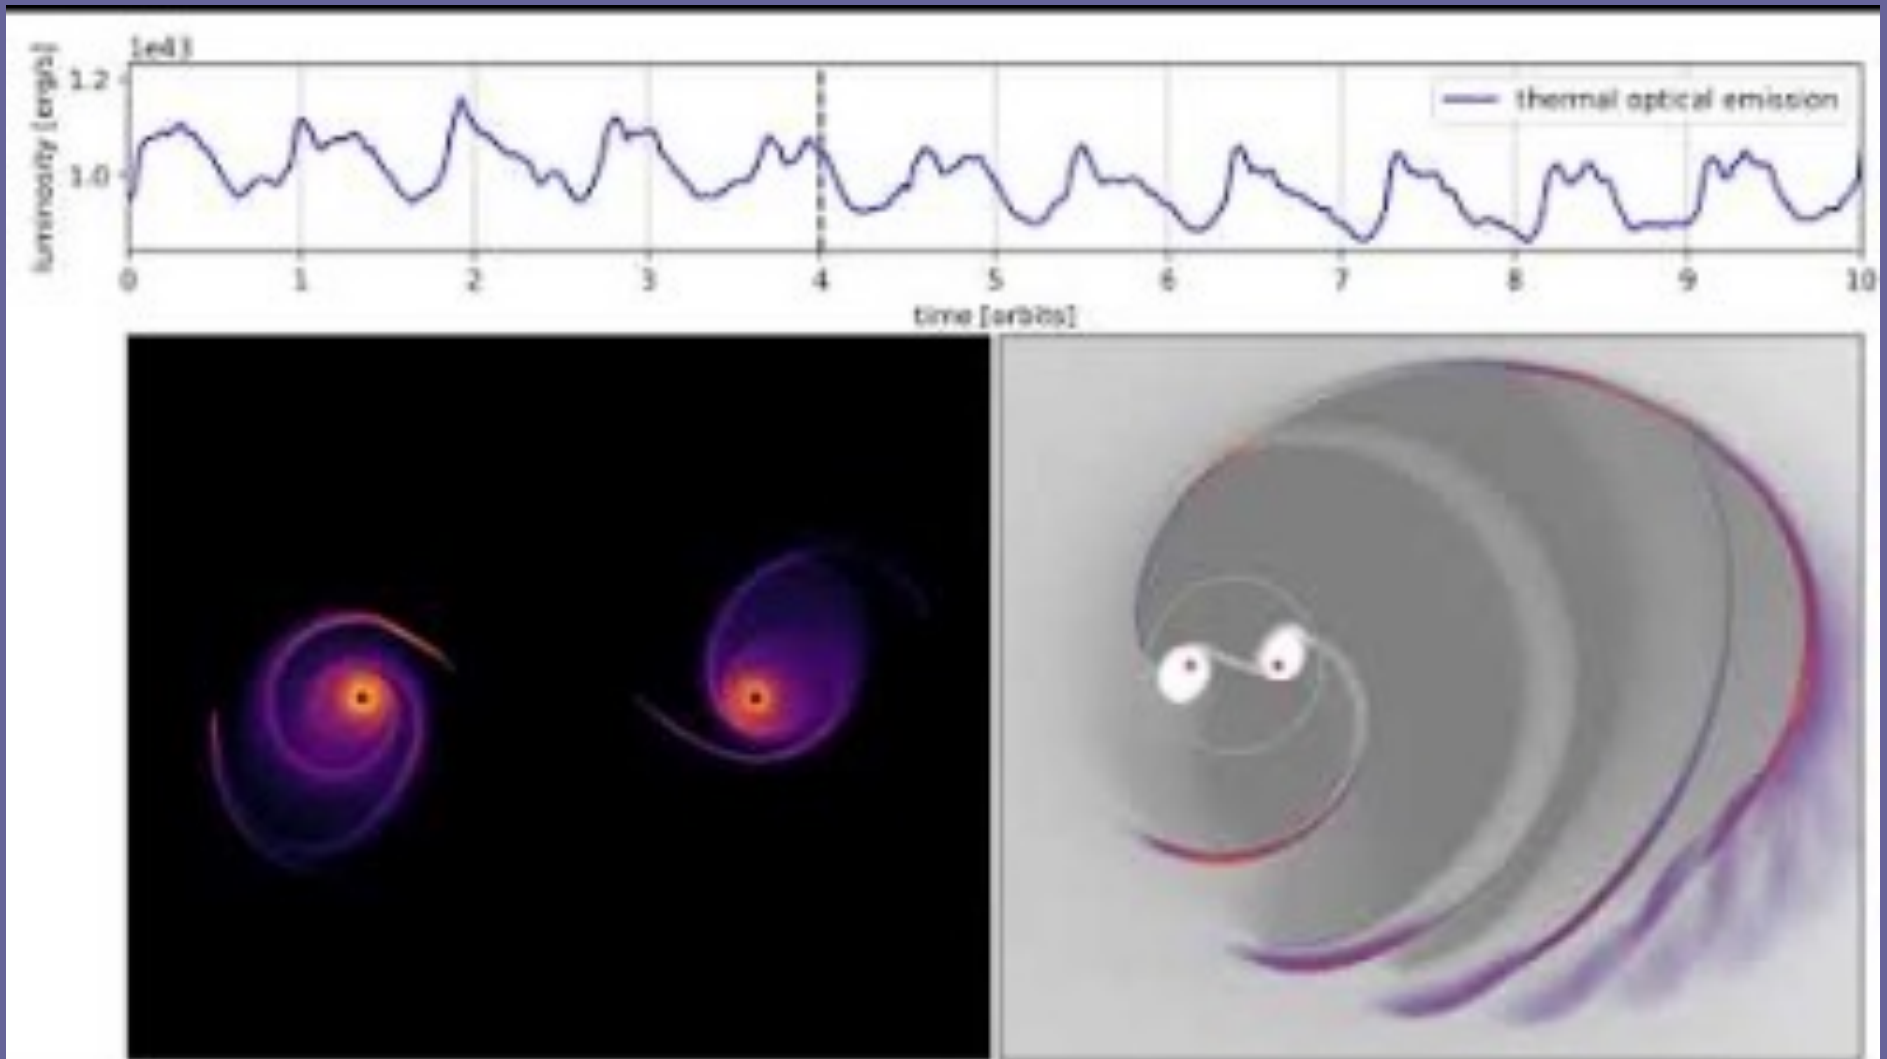 1e43
luminosity [erg/s]
1.2
1.0
thermal optical emission
0 1 2 3 4 5 6 7 8 9 10
time [orbits]